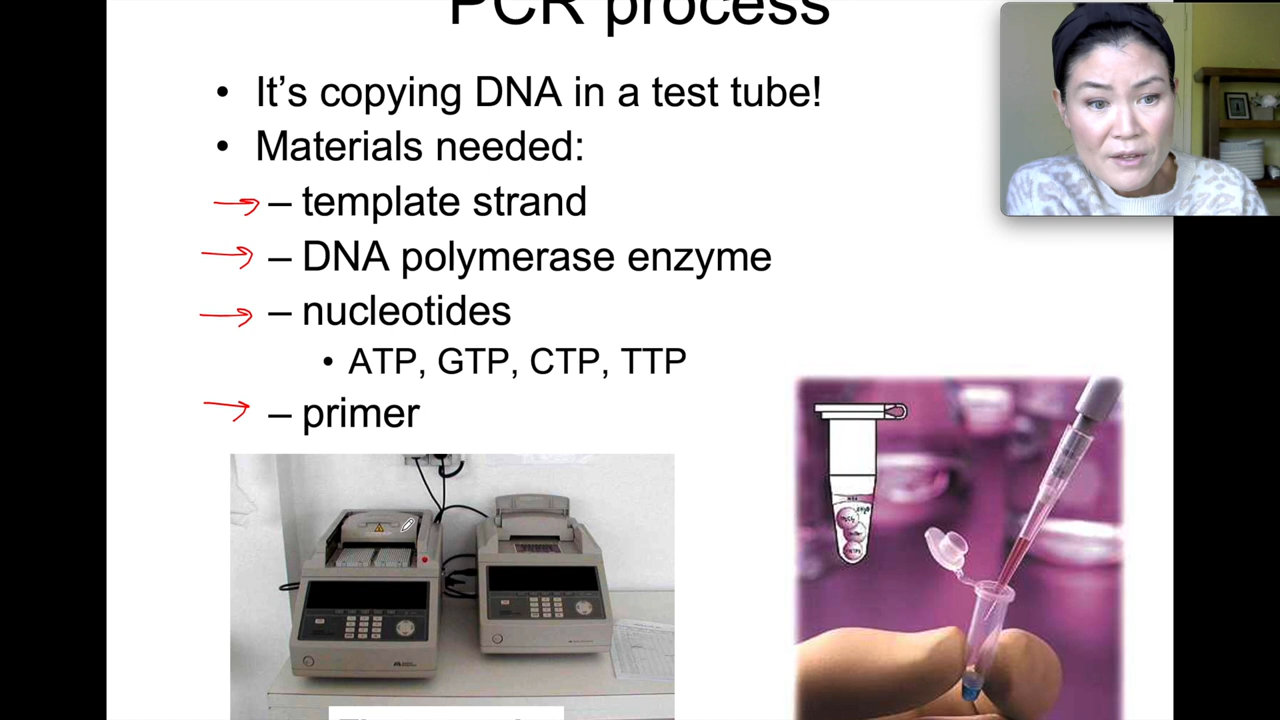 PCR process
• It's copying DNA in a test tube!
• Materials needed:
– template strand
– DNA polymerase enzyme
– nucleotides
• ATP, GTP, CTP, TTP
– primer